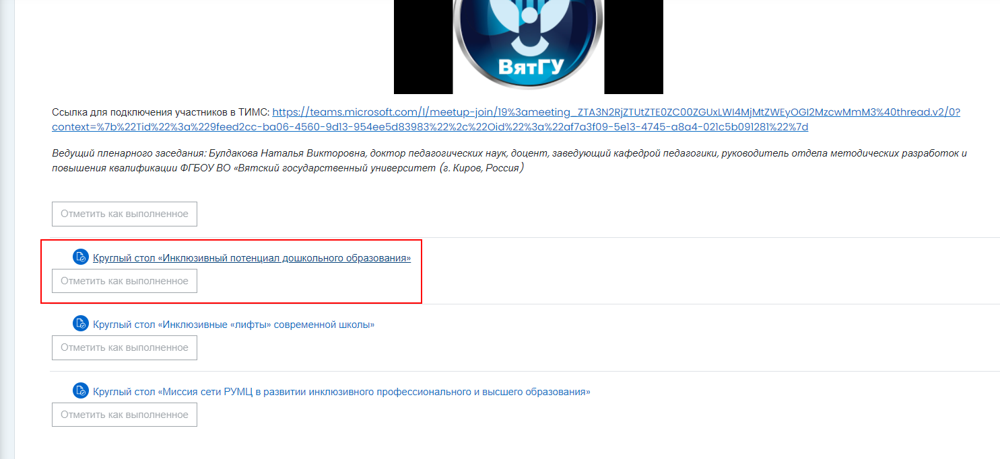 ВятГУ
Ссылка для подключения участников в ТИМС: https://teams.microsoft.com/l/meetup-join/19%3ameeting_ZTA3N2RjZTUtZTE0ZC00ZGUxLWI4MjMtZWEyOGI2MzcwMmM3%40thread.v2/0?
context=%7b%22Tid%22%3a%229feed2cc-ba06-4560-9d13-954ee5d83983%22%2c%22Oid%22%3a%22af7a3f09-5e13-4745-a8a4-021c5b091281%22%7d
Ведущий пленарного заседания: Булдакова Наталья Викторовна, доктор педагогических наук, доцент, заведующий кафедрой педагогики, руководитель отдела методических разработок и
повышения квалификации ФГБОУ ВО «Вятский государственный университет (г. Киров, Россия)
Отметить как выполненное
Круглый стол «Инклюзивный потенциал дошкольного образования»
Отметить как выполненное
Круглый стол «Инклюзивные «лифты» современной школы»
Отметить как выполненное
Круглый стол «Миссия сети РУМЦ в развитии инклюзивного профессионального и высшего образования»
Отметить как выполненное